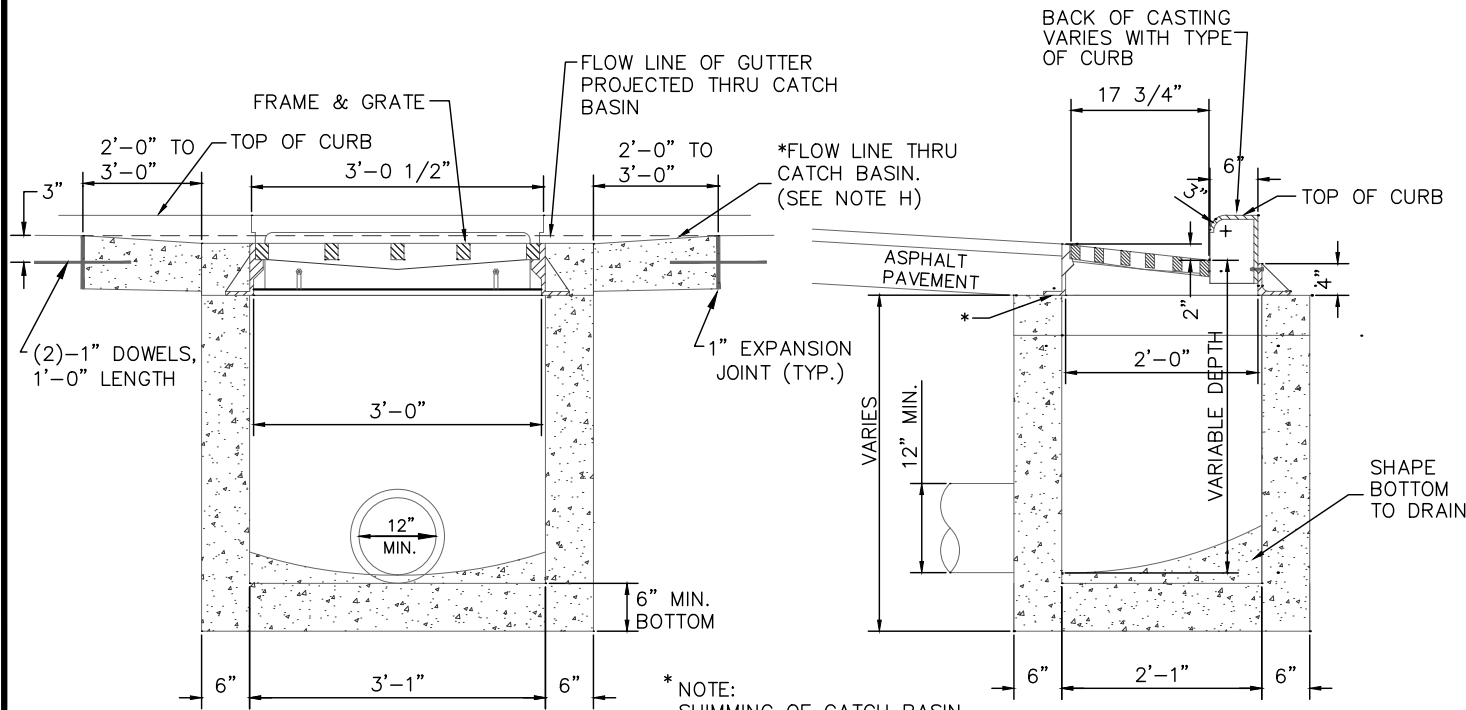 BACK OF CASTING
VARIES WITH TYPE
OF CURB
FLOW LINE OF GUTTER
PROJECTED THRU CATCH
BASIN
17 3/4"
FRAME & GRATE
2'-0" TO
3'-0"
TOP OF CURB
3'-0 1/2"
2'-0" TO
3'-0"
*FLOW LINE THRU
CATCH BASIN.
(SEE NOTE H)
6"
3"
3"
TOP OF CURB
ASPHALT
PAVEMENT
*
2"
4"
(2)-1" DOWELS,
1'-0" LENGTH
1" EXPANSION
JOINT (TYP.)
2'-0"
3'-0"
VARIES
12" MIN.
VARIABLE DEPTH
SHAPE
BOTTOM
TO DRAIN
12"
MIN.
6" MIN.
BOTTOM
6"
3'-1"
6"
* NOTE:
SHIMMING OF CATCH BASIN
6"
2'-1"
6"